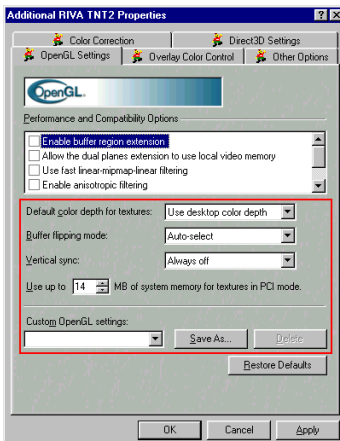 Additional RIVA TNT2 Properties
Color Correction
Direct3D Settings
OpenGL Settings
Overlay Color Control
Other Options
OpenGL.
Performance and Compatibility Options
Enable buffer region extension
Allow the dual planes extension to use local video memory
Use fast linear-mipmap-linear filtering
Enable anisotropic filtering
Default color depth for textures: Use desktop color depth
Buffer flipping mode: Auto-select
Vertical sync: Always off
Use up to 14 MB of system memory for textures in PCI mode.
Custom OpenGL settings:
Save As... Delete
Restore Defaults
OK Cancel Apply